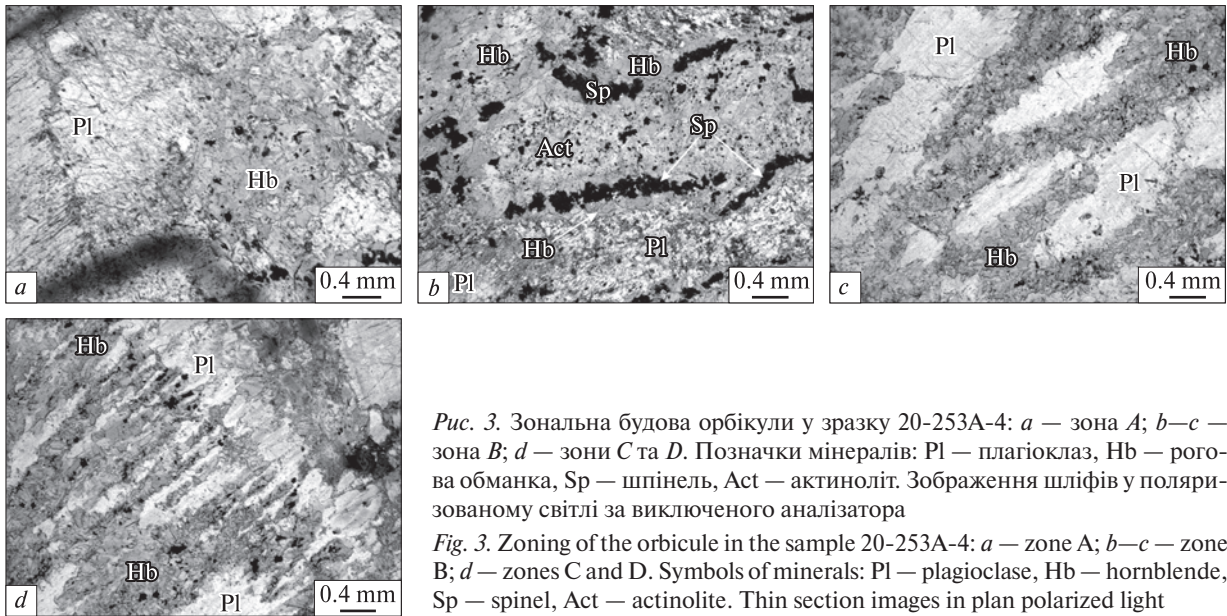 Pl
Hb
a
0.4 mm
Hb
Hb
Sp
Sp
Act
Hb
Pl
b
Pl
0.4 mm
Pl
Hb
Pl
Hb
c
0.4 mm
Hb
Pl
Hb
d
Pl
0.4 mm
Рис. 3. Зональна будова орбікули у зразку 20-253А-4: a — зона A; b—c —
зона B; d — зони C та D. Позначки мінералів: Pl — плагіоклаз, Hb — рого-
ва обманка, Sp — шпінель, Act — актиноліт. Зображення шліфів у поляри-
зованому світлі за виключеного аналізатора
Fig. 3. Zoning of the orbicule in the sample 20-253A-4: a — zone A; b—c — zone
B; d — zones C and D. Symbols of minerals: Pl — plagioclase, Hb — hornblende,
Sp — spinel, Act — actinolite. Thin section images in plan polarized light